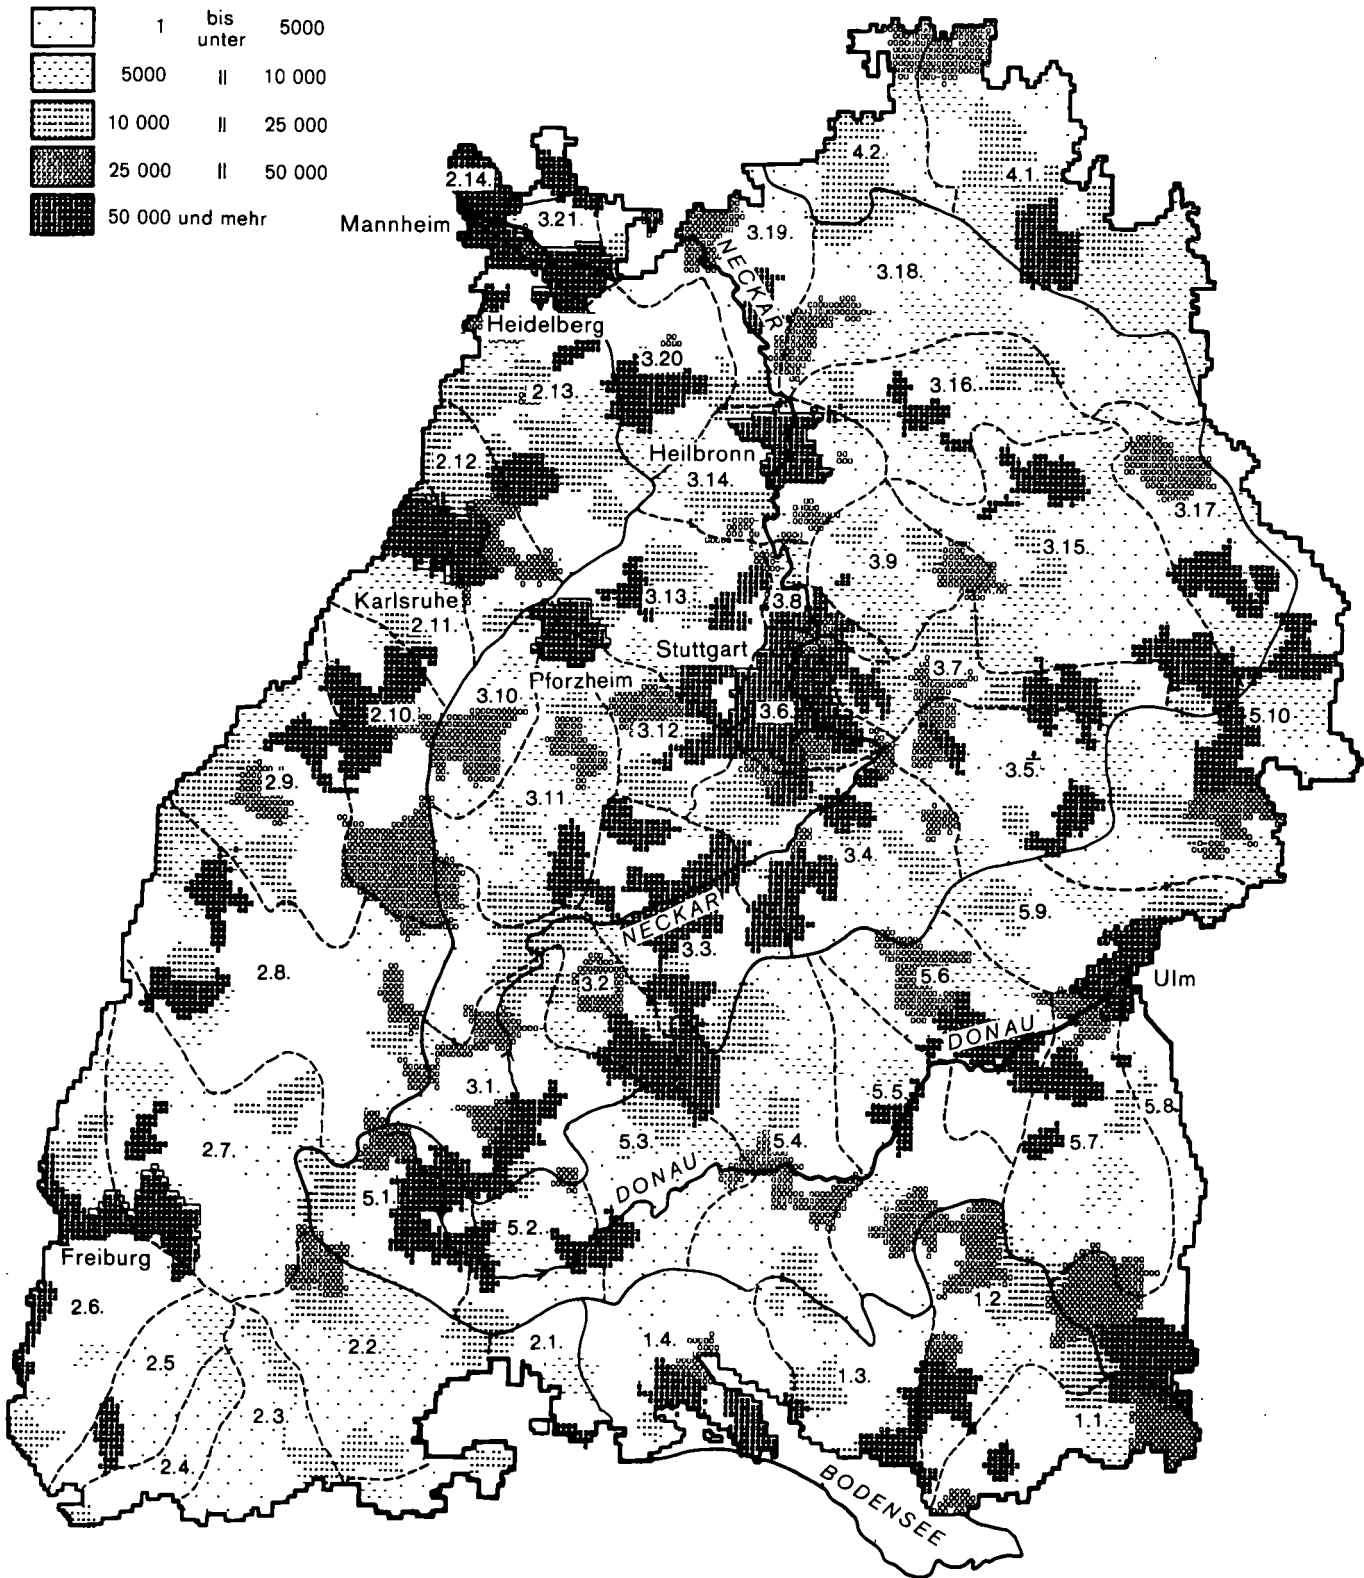 1 bis unter 5000
5000 " 10 000
10 000 " 25 000
25 000 " 50 000
50 000 und mehr
4.2.
4.1.
2.14.
Mannheim
3.21.
3.19.
NECKAR
3.18.
Heidelberg
3.20
3.16.
2.13.
Heilbronn
2.12.
3.14.
3.17.
3.15.
3.9
Karlsruhe
3.13.
3.8
2.11.
Stuttgart
Pforzheim
3.7.
3.10
2.10.
3.6
5.10
3.12.
3.5.
2.9.
3.11
3.4.
5.9.
NECKAR
3.3.
2.8.
3.2
5.6
Ulm
DONAU
3.1.
5.5.
5.8.
5.3.
5.4.
5.7.
2.7.
DONAU
5.1.
5.2.
Freiburg
2.6.
1.2.
2.2.
2.1.
1.4.
2.5
1.3.
2.3.
1.1.
2.4.
BODENSEE